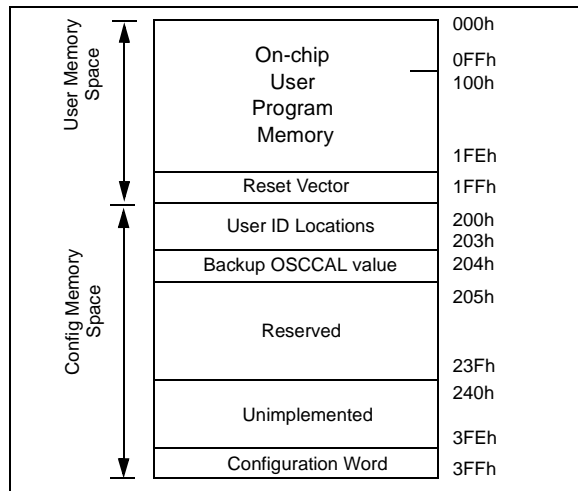 User Memory
Space
On-chip
User
Program
Memory
000h
0FFh
100h
1FEh
Reset Vector
1FFh
Config Memory
Space
User ID Locations
200h
203h
Backup OSCCAL value
204h
205h
Reserved
23Fh
240h
Unimplemented
3FEh
Configuration Word
3FFh